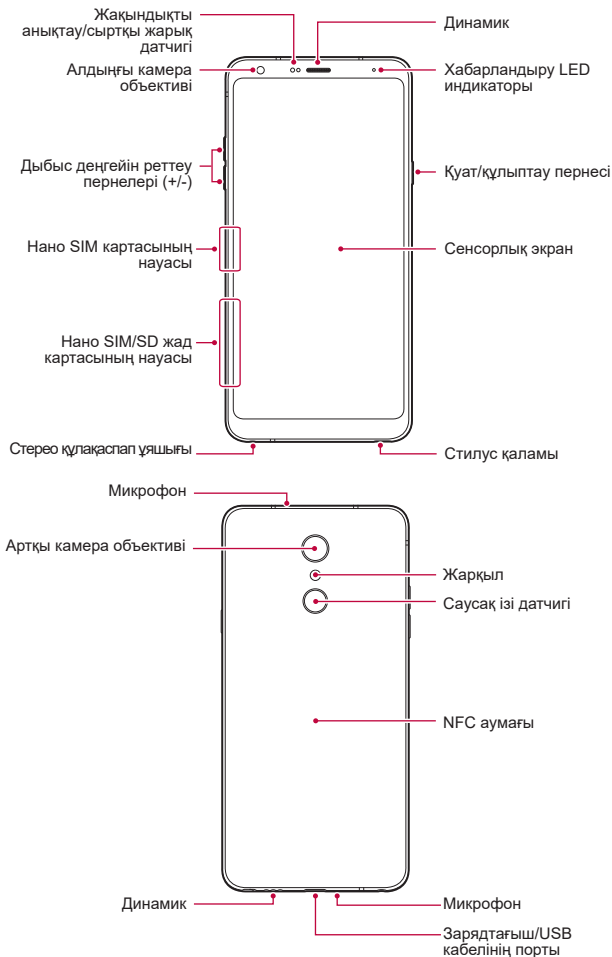 Жақындықты
анықтау/сыртқы жарық
датчигі
Динамик
Алдыңғы камера
объективі
Хабарландыру LED
индикаторы
Дыбыс деңгейін реттеу
пернелері (+/-)
Қуат/құлыптау пернесі
Нано SIM картасының
науасы
Сенсорлық экран
Нано SIM/SD жад
картасының науасы
Стерео құлақаспап ұяшығы
Стилус қаламы
Микрофон
Артқы камера объективі
Жарқыл
Саусақ ізі датчигі
NFC аумағы
Динамик
Микрофон
Зарядтағыш/USB
кабелінің порты